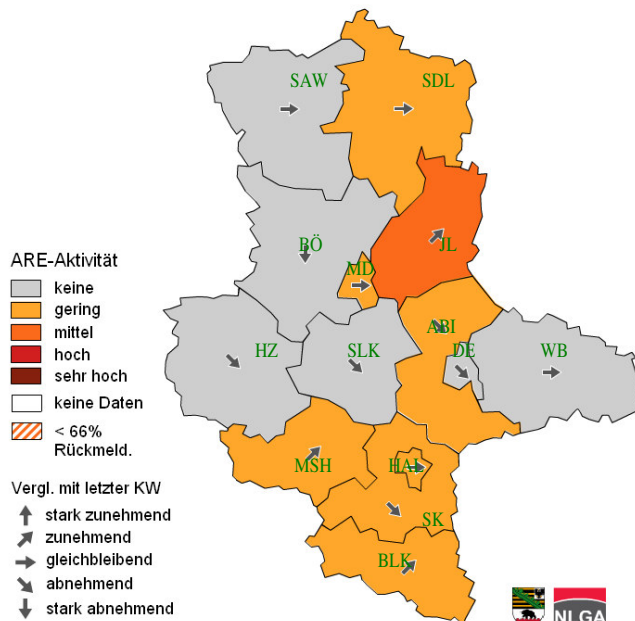 SAW
SDL
BÖ
JL
MD
ARE-Aktivität
keine
gering
mittel
hoch
sehr hoch
keine Daten
< 66%
Rückmeld.
HZ
SLK
ABI
DE
WB
MSH
HAL
SK
BLK
Vergl. mit letzter KW
stark zunehmend
zunehmend
gleichbleibend
abnehmend
stark abnehmend
NLGA